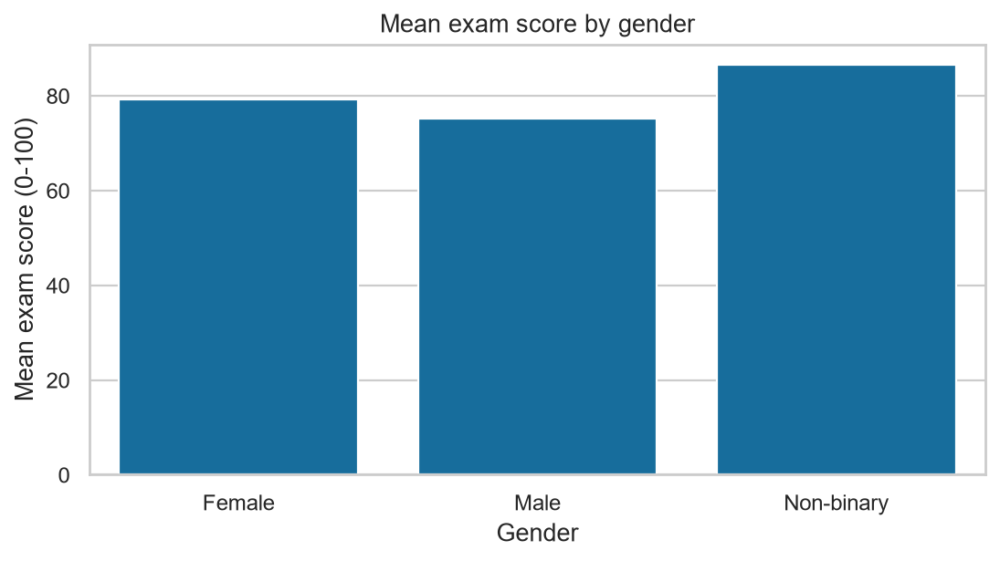 Mean exam score by gender
Mean exam score (0-100)
80
60
40
20
0
Female
Male
Non-binary
Gender